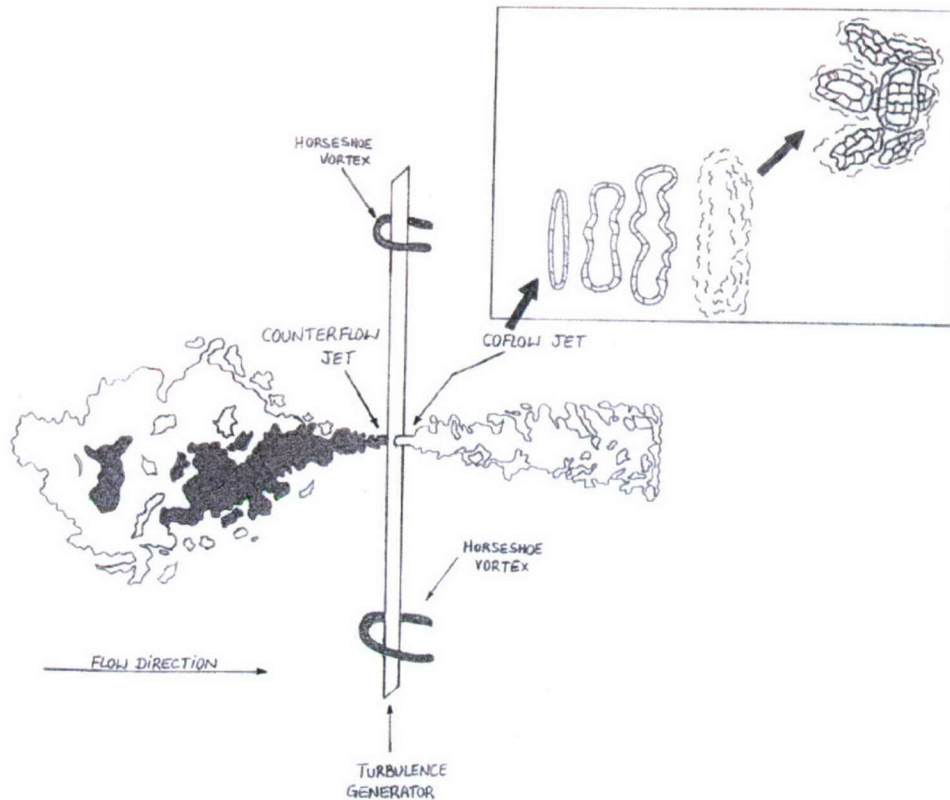 HORSESHOE
VORTEX
COUNTERFLOW
JET
COFLOW JET
HORSESHOE
VORTEX
FLOW DIRECTION
TURBULENCE
GENERATOR